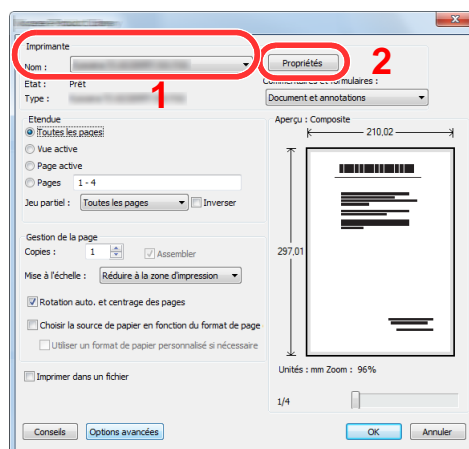 Imprimante
Nom :
Propriétés
2
1
Etat : Prêt
Commentaires et formulaires :
Type :
Document et annotations
Etendue
Toutes les pages
Vue active
Page active
Pages 1 - 4
Jeu partiel : Toutes les pages Inverser
Aperçu : Composite
210,02
297,01
Gestion de la page
Copies : 1 Assembler
Mise à l'échelle : Réduire à la zone d'impression
Rotation auto. et centrage des pages
Choisir la source de papier en fonction du format de page
Utiliser un format de papier personnalisé si nécessaire
Imprimer dans un fichier
Unités : mm Zoom : 96%
1/4
Conseils Options avancées OK Annuler